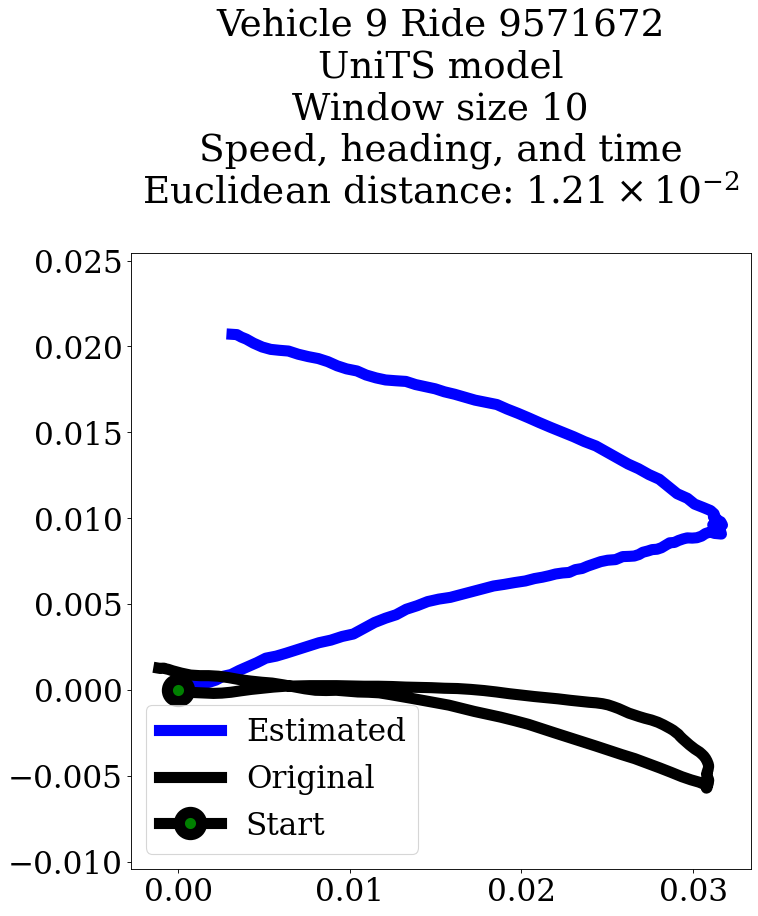 Vehicle 9 Ride 9571672
UniTS model
Window size 10
Speed, heading, and time
Euclidean distance: 1.21 × 10⁻²
0.025
0.020
0.015
0.010
0.005
0.000
−0.005
−0.010
Estimated
Original
Start
0.00 0.01 0.02 0.03